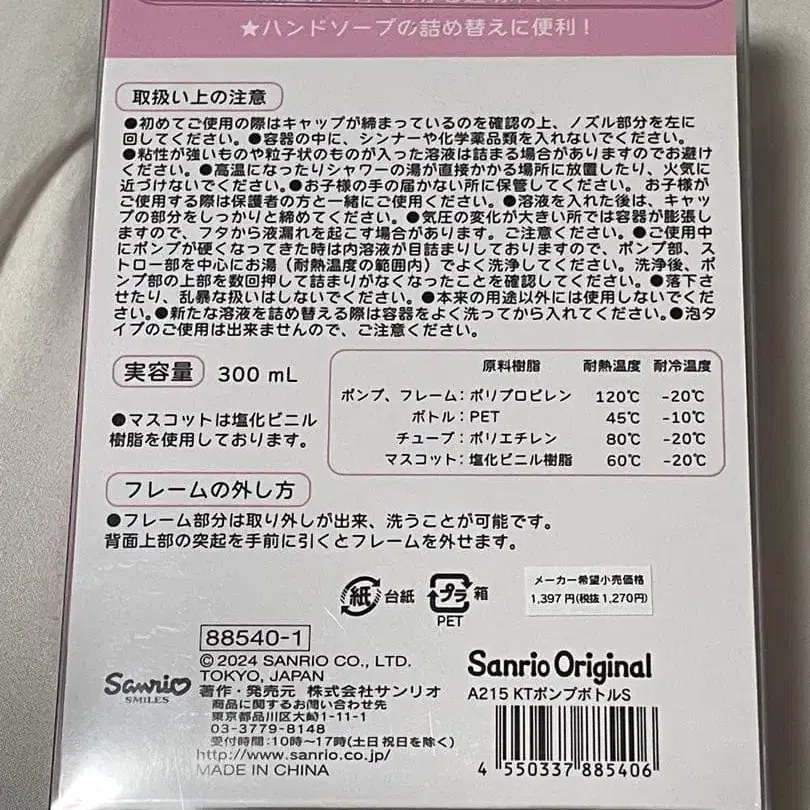 ★ハンドソープの詰め替えに便利！
取扱い上の注意
●初めてご使用の際はキャップが締まっているのを確認の上、ノズル部分を左に
回してください。●容器の中に、シンナーや化学薬品類を入れないでください。
●粘性が強いものや粒子状のものが入った溶液は詰まる場合がありますのでお避け
ください。●高温になったりシャワーの湯が直接かかる場所に放置したり、火気に
近づけないでください。●お子様の手の届かない所に保管してください。お子様が
ご使用する際は保護者の方と一緒にご使用ください。●溶液を入れた後は、キャッ
プの部分をしっかりと締めてください。●気圧の変化が大きい所では容器が膨張し
ますので、フタから液漏れを起こす場合があります。ご注意ください。●ご使用中
にポンプが硬くなってきた時は内溶液が目詰まりしておりますので、ポンプ部、ス
トロー部を中心にお湯（耐熱温度の範囲内）でよく洗浄してください。洗浄後、ポ
ンプ部の上部を数回押して詰まりがなくなったことを確認してください。●落下さ
せたり、乱暴な扱いはしないでください。●本来の用途以外には使用しないでくだ
さい。●新たな溶液を詰め替える際は容器をよく洗ってから入れてください。●泡タ
イプのご使用は出来ませんので、ご注意ください。
実容量 300 mL
●マスコットは塩化ビニル
樹脂を使用しております。
原料樹脂 耐熱温度 耐冷温度
ポンプ、フレーム：ポリプロピレン 120℃ -20℃
ボトル：PET 45℃ -10℃
チューブ：ポリエチレン 80℃ -20℃
マスコット：塩化ビニル樹脂 60℃ -20℃
フレームの外し方
●フレーム部分は取り外しが出来、洗うことが可能です。
背面上部の突起を手前に引くとフレームを外せます。
紙 台紙 プラ 箱
PET
メーカー希望小売価格
1,397円(税抜1,270円)
88540-1
© 2024 SANRIO CO., LTD.
TOKYO, JAPAN
Sanrio
SMILES
著作・発売元 株式会社サンリオ
商品に関するお問い合わせ先
東京都品川区大崎1-11-1
03-3779-8148
受付時間：10時〜17時(土日祝日を除く)
http://www.sanrio.co.jp/
MADE IN CHINA
Sanrio Original
A215 KTポンプボトルS
4 550337 885406